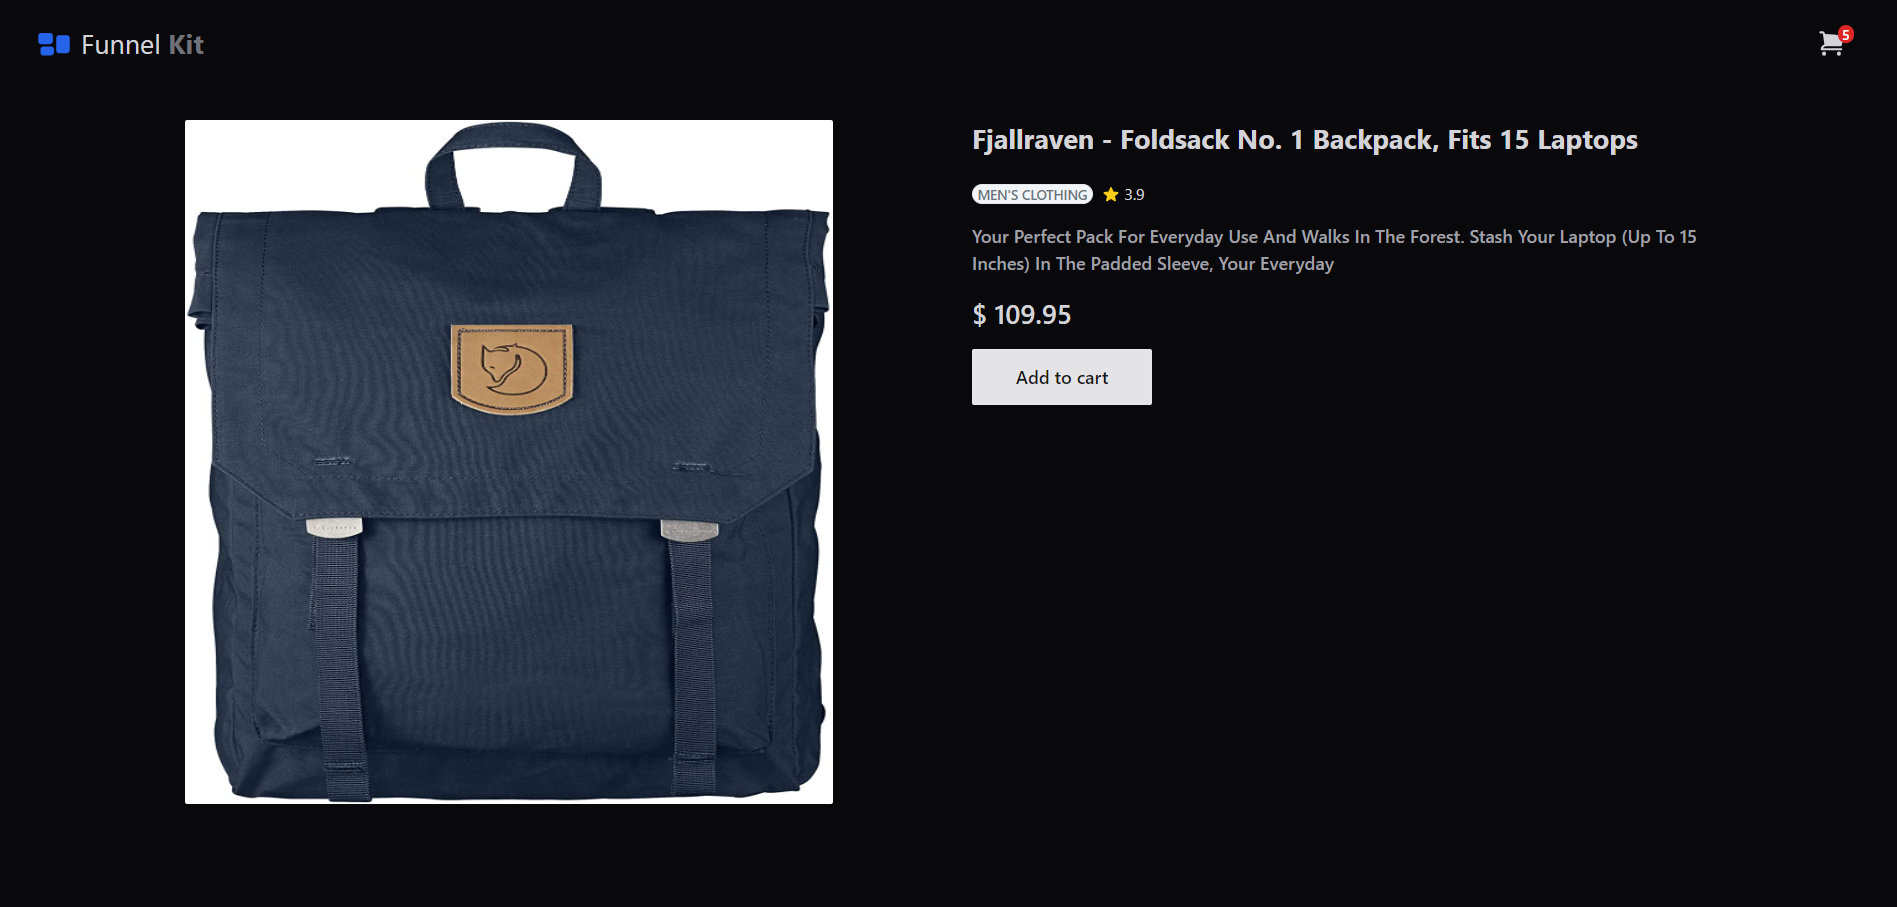 Funnel Kit
5
Fjallraven - Foldsack No. 1 Backpack, Fits 15 Laptops
MEN'S CLOTHING 3.9
Your Perfect Pack For Everyday Use And Walks In The Forest. Stash Your Laptop (Up To 15
Inches) In The Padded Sleeve, Your Everyday
$ 109.95
Add to cart